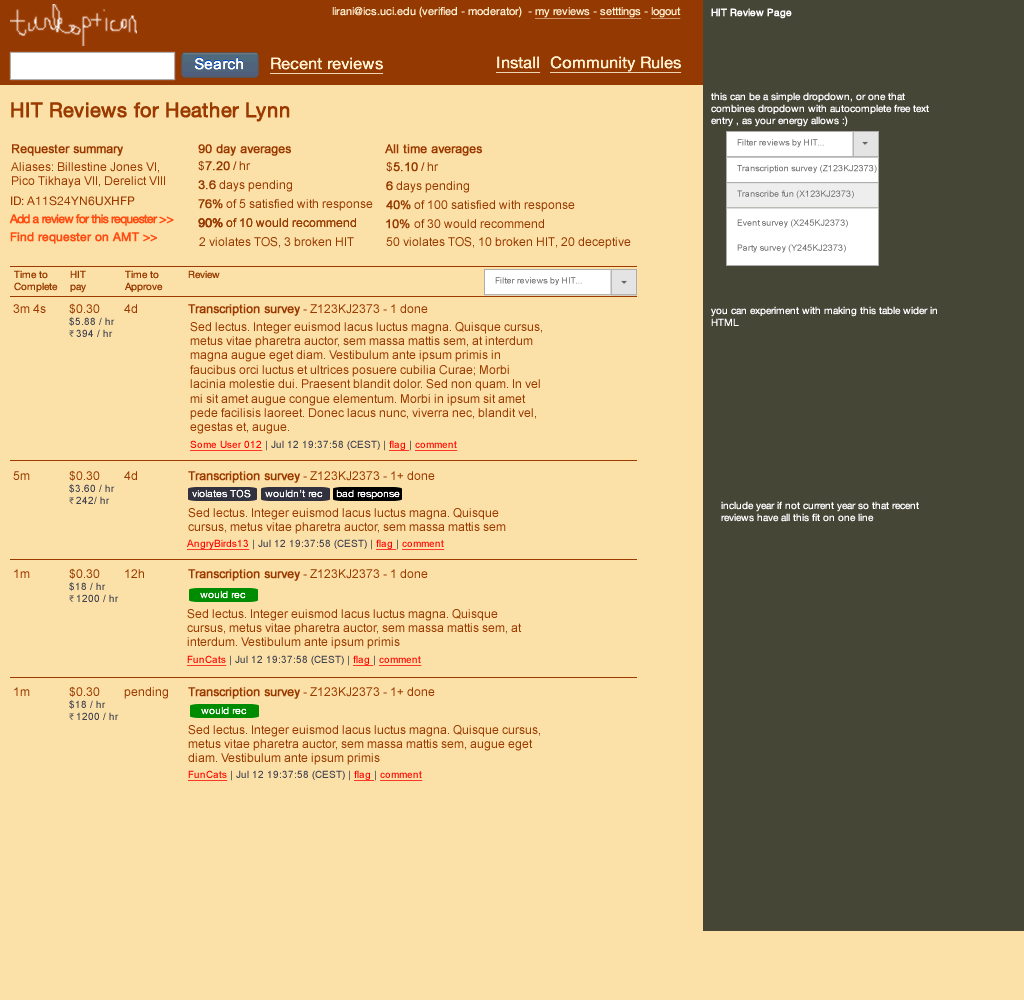 turkopticon
lirani@ics.uci.edu (verified - moderator) - my reviews - setttings - logout
Search Recent reviews Install Community Rules
HIT Reviews for Heather Lynn
Requester summary
Aliases: Billestine Jones VI,
Pico Tikhaya VII, Derelict VIII
ID: A11S24YN6UXHFP
Add a review for this requester >>
Find requester on AMT >>
90 day averages
$7.20 / hr
3.6 days pending
76% of 5 satisfied with response
90% of 10 would recommend
2 violates TOS, 3 broken HIT
All time averages
$5.10 / hr
6 days pending
40% of 100 satisfied with response
10% of 30 would recommend
50 violates TOS, 10 broken HIT, 20 deceptive
Time to
Complete
HIT
pay
Time to
Approve
Review
Filter reviews by HIT...
3m 4s
$0.30
$5.88 / hr
₹394 / hr
4d
Transcription survey - Z123KJ2373 - 1 done
Sed lectus. Integer euismod lacus luctus magna. Quisque cursus,
metus vitae pharetra auctor, sem massa mattis sem, at interdum
magna augue eget diam. Vestibulum ante ipsum primis in
faucibus orci luctus et ultrices posuere cubilia Curae; Morbi
lacinia molestie dui. Praesent blandit dolor. Sed non quam. In vel
mi sit amet augue congue elementum. Morbi in ipsum sit amet
pede facilisis laoreet. Donec lacus nunc, viverra nec, blandit vel,
egestas et, augue.
Some User 012 | Jul 12 19:37:58 (CEST) | flag | comment
5m
$0.30
$3.60 / hr
₹242/ hr
4d
Transcription survey - Z123KJ2373 - 1+ done
violates TOS wouldn't rec bad response
Sed lectus. Integer euismod lacus luctus magna. Quisque
cursus, metus vitae pharetra auctor, sem massa mattis sem
AngryBirds13 | Jul 12 19:37:58 (CEST) | flag | comment
1m
$0.30
$18 / hr
₹1200 / hr
12h
Transcription survey - Z123KJ2373 - 1 done
would rec
Sed lectus. Integer euismod lacus luctus magna. Quisque
cursus, metus vitae pharetra auctor, sem massa mattis sem, at
interdum. Vestibulum ante ipsum primis
FunCats | Jul 12 19:37:58 (CEST) | flag | comment
1m
$0.30
$18 / hr
₹1200 / hr
pending
Transcription survey - Z123KJ2373 - 1+ done
would rec
Sed lectus. Integer euismod lacus luctus magna. Quisque cursus,
metus vitae pharetra auctor, sem massa mattis sem, augue eget
diam. Vestibulum ante ipsum primis
FunCats | Jul 12 19:37:58 (CEST) | flag | comment
HIT Review Page
this can be a simple dropdown, or one that
combines dropdown with autocomplete free text
entry , as your energy allows :)
Filter reviews by HIT...
Transcription survey (Z123KJ2373)
Transcribe fun (X123KJ2373)
Event survey (X245KJ2373)
Party survey (Y245KJ2373)
you can experiment with making this table wider in
HTML
include year if not current year so that recent
reviews have all this fit on one line